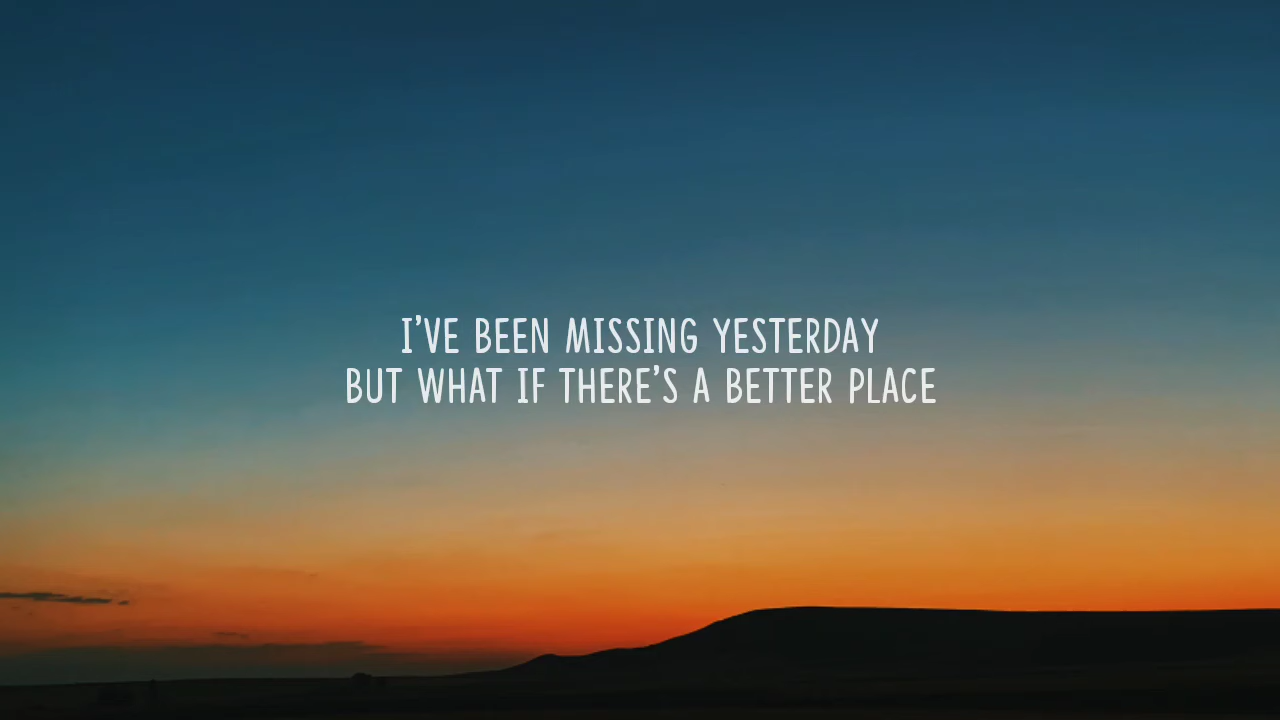 I'VE BEEN MISSING YESTERDAY
BUT WHAT IF THERE'S A BETTER PLACE